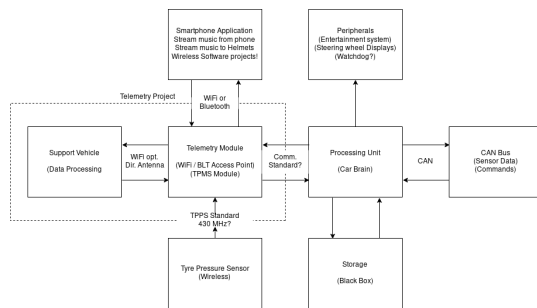 Smartphone Application
Stream music from phone
Stream music to Helmets
Wireless Software projects!
Peripherals
(Entertainment system)
(Steering wheel Displays)
(Watchdog?)
Telemetry Project
WiFi or
Bluetooth
Support Vehicle
(Data Processing
WiFi opt.
Dir. Antenna
Telemetry Module
(WiFi / BLT Access Point)
(TPMS Module)
Comm.
Standard?
Processing Unit
(Car Brain)
CAN
CAN Bus
(Sensor Data)
(Commands)
TPPS Standard
430 MHz?
Tyre Pressure Sensor
(Wireless)
Storage
(Black Box)